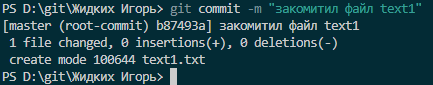 PS D:\git\Жидких Игорь> git commit -m "закомитил файл text1"
[master (root-commit) b87493a] закомитил файл text1
 1 file changed, 0 insertions(+), 0 deletions(-)
 create mode 100644 text1.txt
PS D:\git\Жидких Игорь>